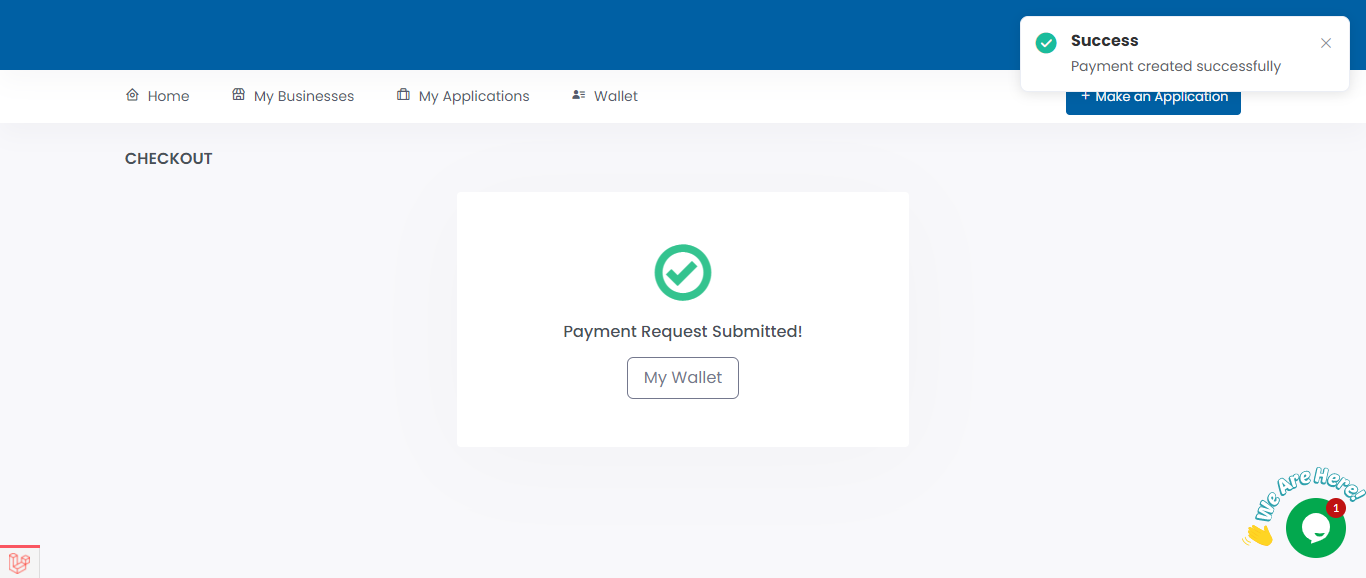 Success
Payment created successfully
Home
My Businesses
My Applications
Wallet
+ Make an Application
CHECKOUT
Payment Request Submitted!
My Wallet
We Are Here!
1